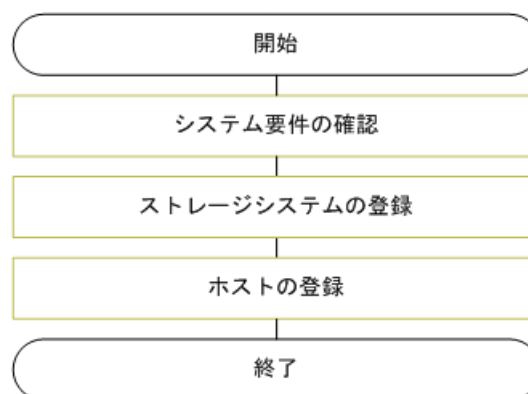 開始
システム要件の確認
ストレージシステムの登録
ホストの登録
終了